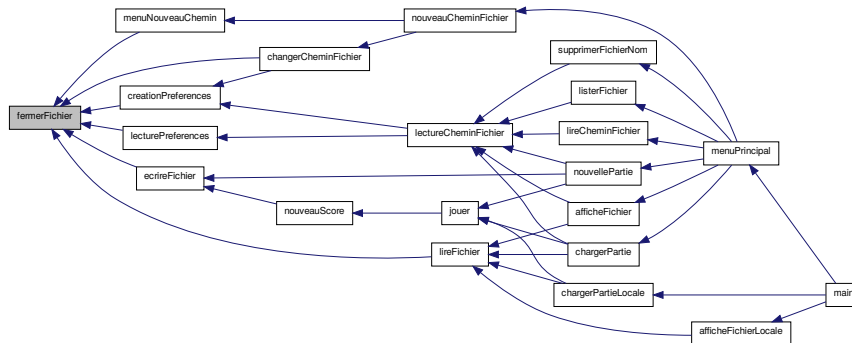 menuNouveauChemin
nouveauCheminFichier
changerCheminFichier
supprimerFichierNom
creationPreferences
listerFichier
fermerFichier
lecturePreferences
lectureCheminFichier
lireCheminFichier
menuPrincipal
ecrireFichier
nouvellePartie
nouveauScore
jouer
afficheFichier
lireFichier
chargerPartie
chargerPartieLocale
main
afficheFichierLocale